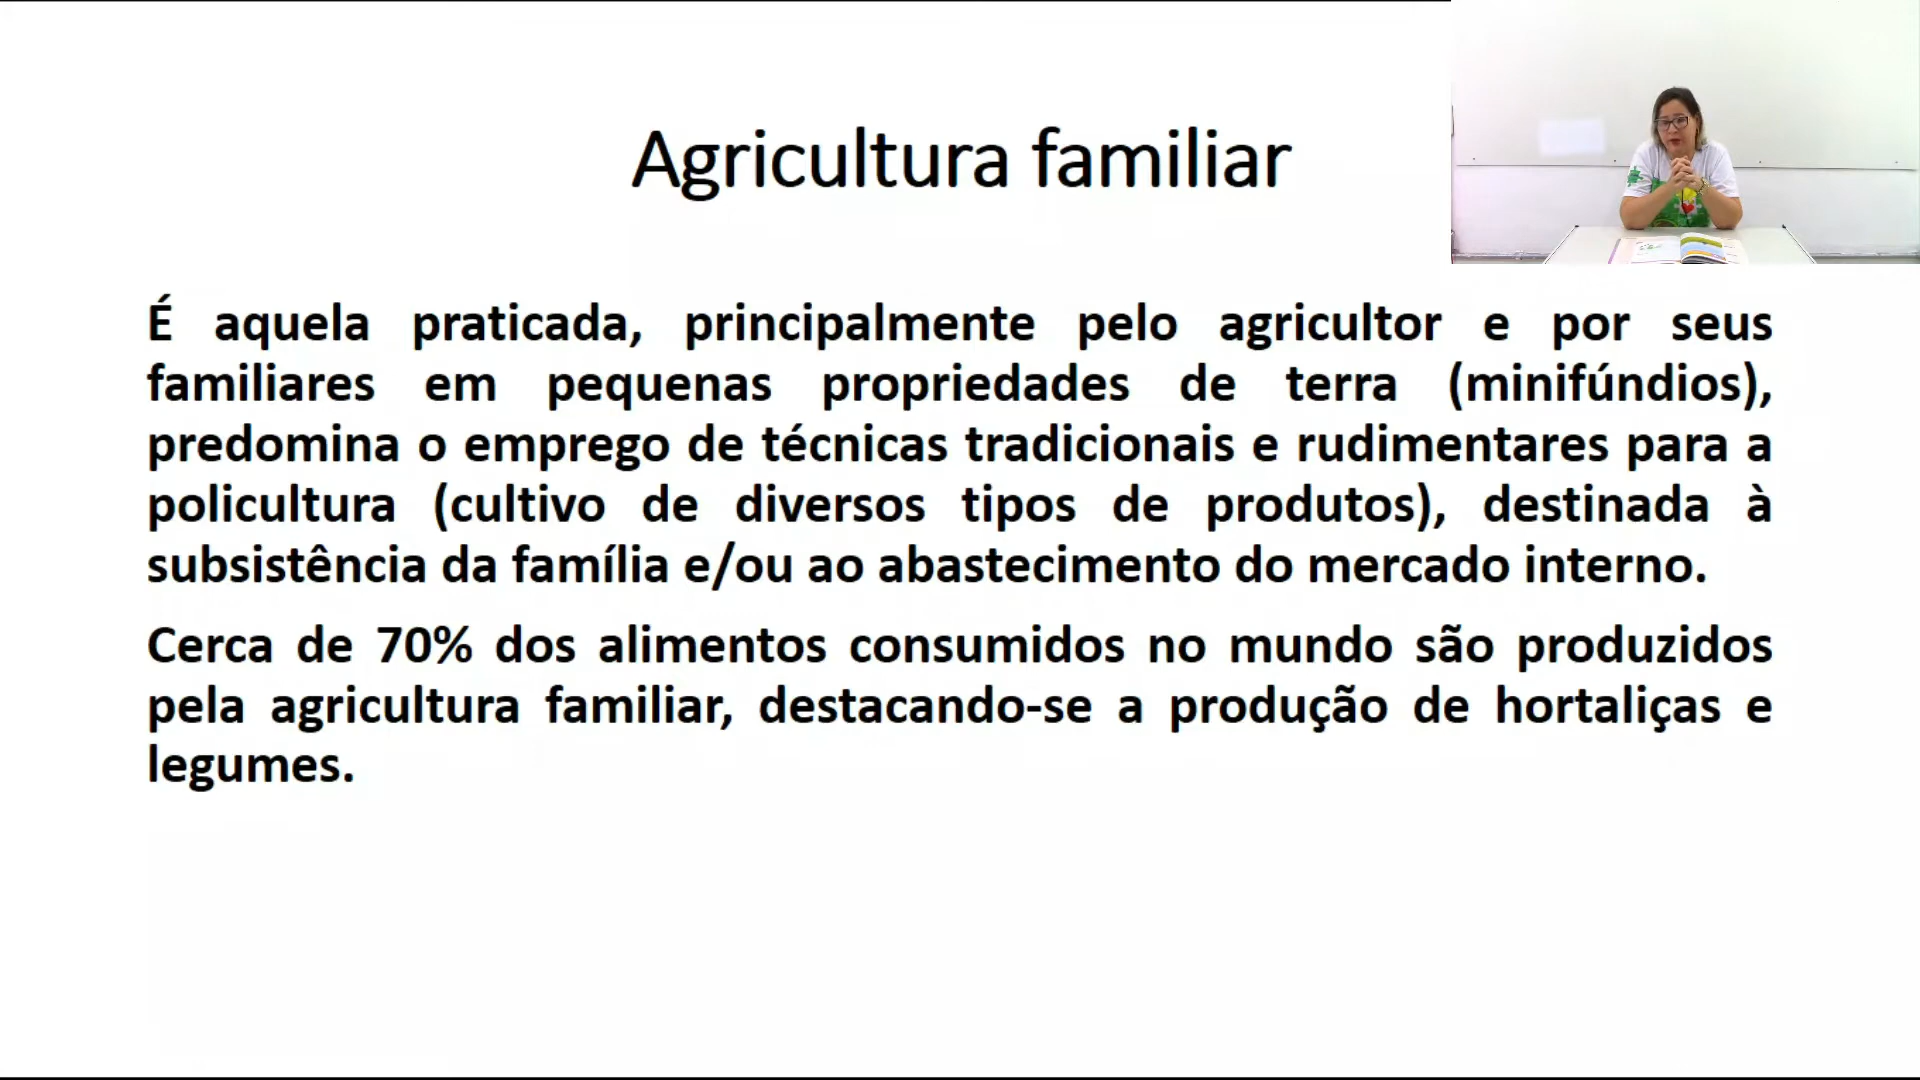 Agricultura familiar
É aquela praticada, principalmente pelo agricultor e por seus
familiares em pequenas propriedades de terra (minifúndios),
predomina o emprego de técnicas tradicionais e rudimentares para a
policultura (cultivo de diversos tipos de produtos), destinada à
subsistência da família e/ou ao abastecimento do mercado interno.
Cerca de 70% dos alimentos consumidos no mundo são produzidos
pela agricultura familiar, destacando-se a produção de hortaliças e
legumes.